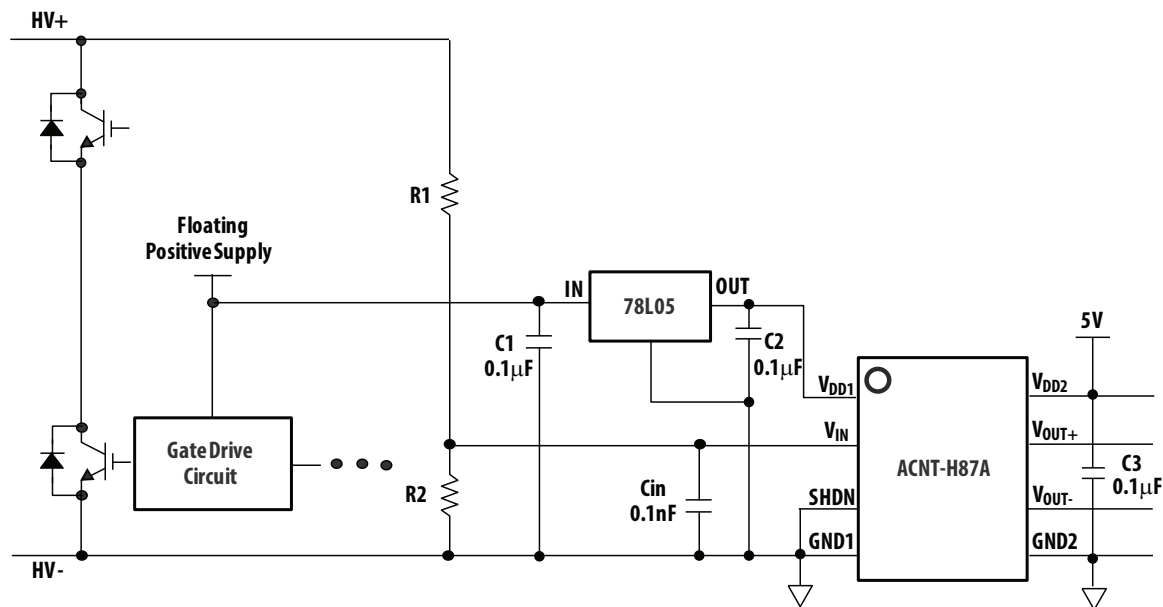 HV+
R1
Floating
Positive Supply
IN
78L05
OUT
C1
0.1μF
C2
0.1μF
5V
VDD1
VDD2
VIN
VOUT+
Gate Drive
Circuit
R2
Cin
0.1nF
ACNT-H87A
C3
0.1μF
SHDN
VOUT-
GND1
GND2
HV-